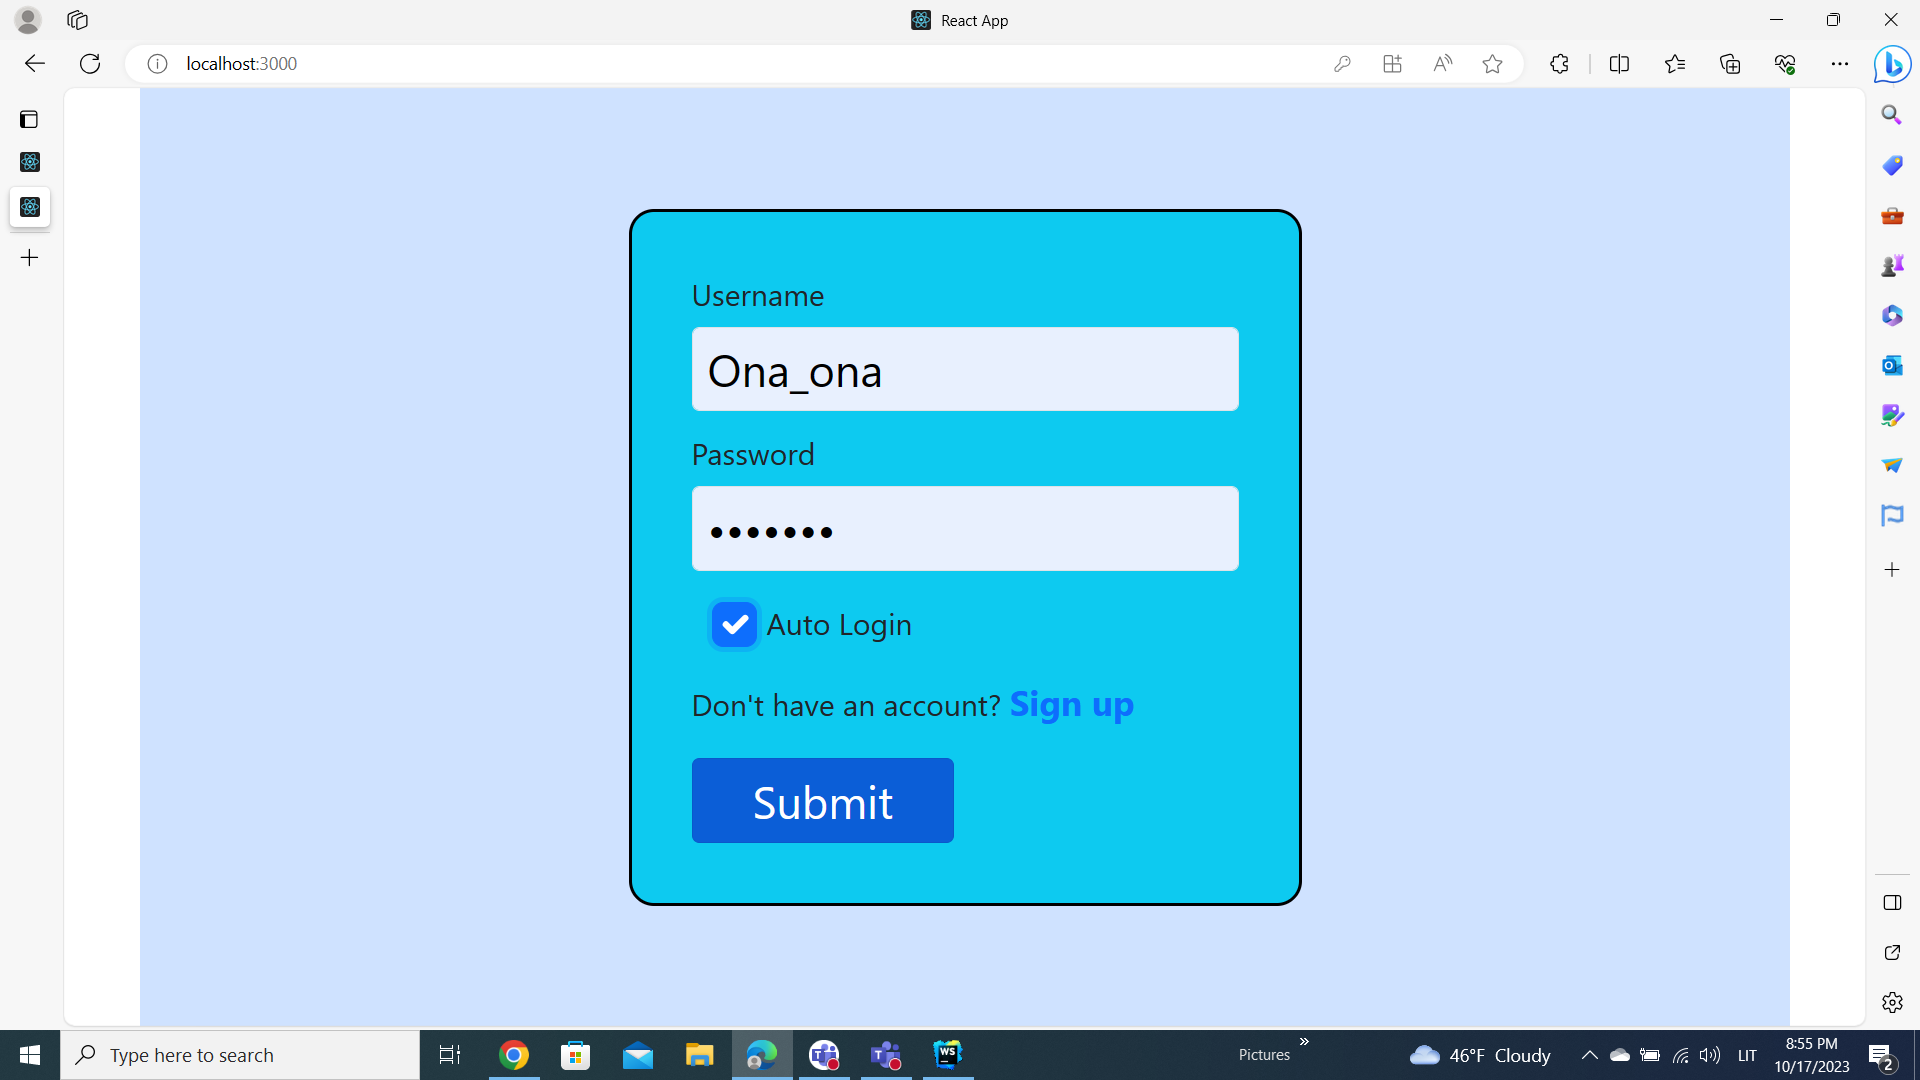 React App
localhost:3000
Username
Ona_ona
Password
•••••••
Auto Login
Don't have an account? Sign up
Submit
Type here to search
WS
Pictures
46°F Cloudy
LIT
8:55 PM
10/17/2023
2